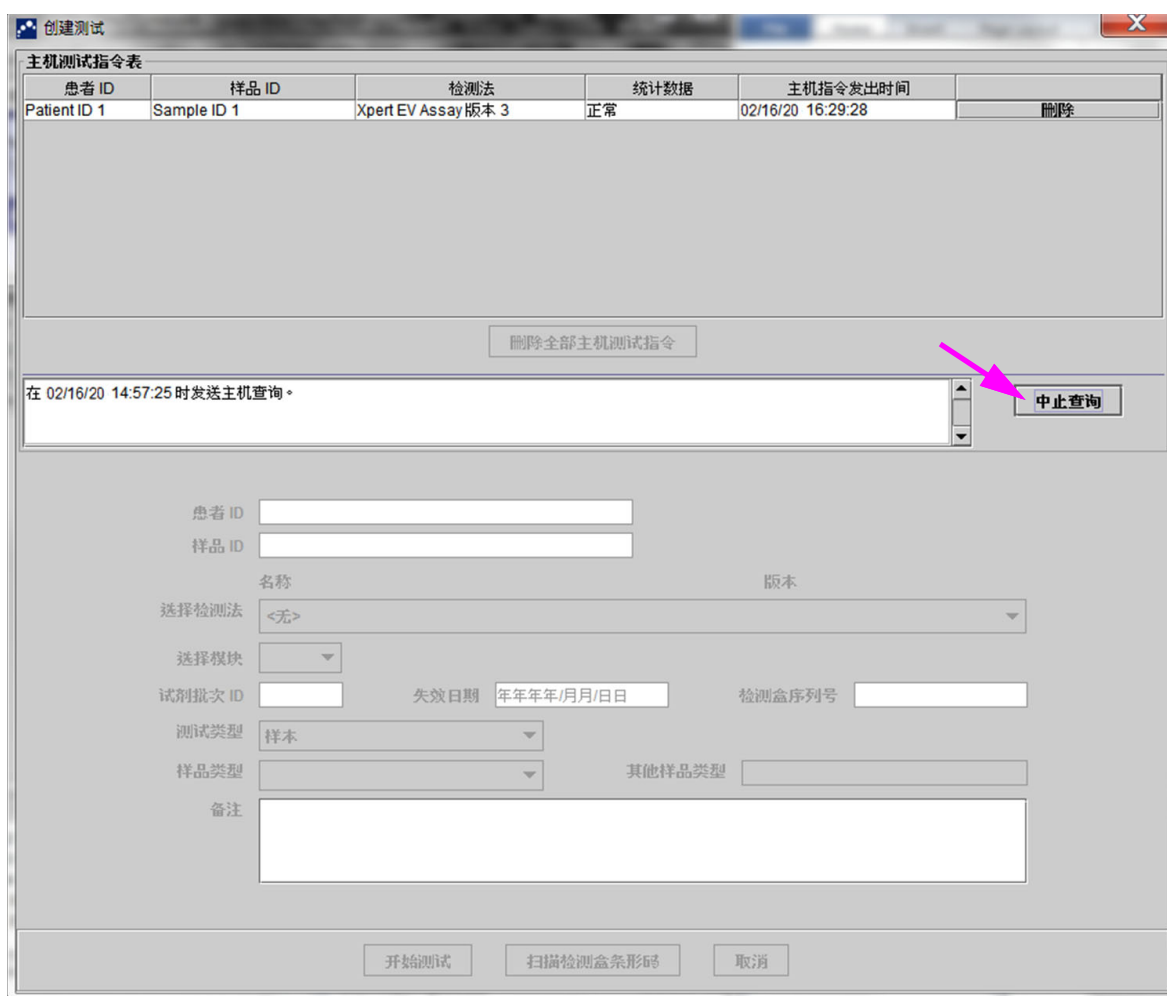 创建测试
主机测试指令表
患者 ID 样品 ID 检测法 统计数据 主机指令发出时间
Patient ID 1 Sample ID 1 Xpert EV Assay 版本 3 正常 02/16/20 16:29:28 删除
删除全部主机测试指令
在 02/16/20 14:57:25 时发送主机查询。
中止查询
患者 ID
样品 ID
名称 版本
选择检测法 <无>
选择模块
试剂批次 ID 失效日期 年年年年/月月/日日 检测盒序列号
测试类型 样本
样品类型 其他样品类型
备注
开始测试 扫描检测盒条形码 取消